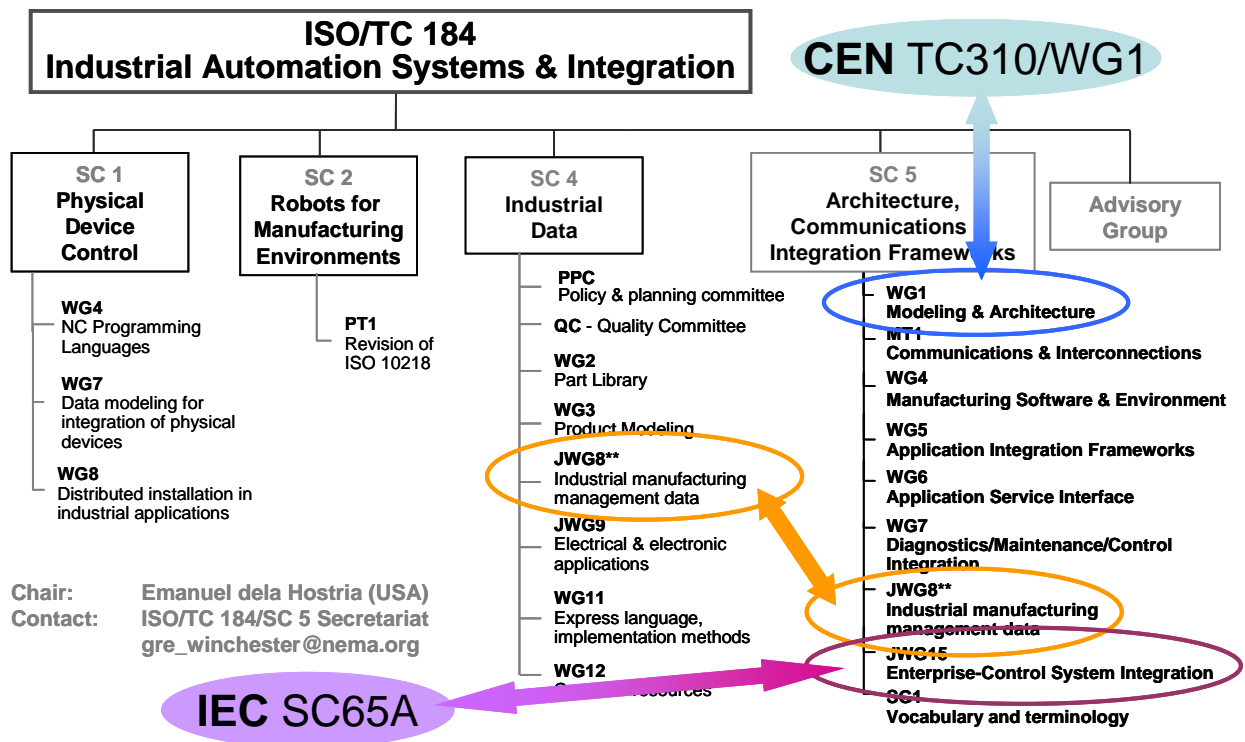 ISO/TC 184
Industrial Automation Systems & Integration
CEN TC310/WG1
SC 1
Physical
Device
Control
WG4
NC Programming
Languages
WG7
Data modeling for
integration of physical
devices
WG8
Distributed installation in
industrial applications
SC 2
Robots for
Manufacturing
Environments
PT1
Revision of
ISO 10218
SC 4
Industrial
Data
PPC
Policy & planning committee
QC - Quality Committee
WG2
Part Library
WG3
Product Modeling
JWG8**
Industrial manufacturing
management data
JWG9
Electrical & electronic
applications
WG11
Express language,
implementation methods
WG12
resources
SC 5
Architecture,
Communications
Integration Frameworks
WG1
Modeling & Architecture
MT1
Communications & Interconnections
WG4
Manufacturing Software & Environment
WG5
Application Integration Frameworks
WG6
Application Service Interface
WG7
Diagnostics/Maintenance/Control
Integration
JWG8**
Industrial manufacturing
management data
JWG15
Enterprise-Control System Integration
SG1
Vocabulary and terminology
Advisory
Group
Chair: Emanuel dela Hostria (USA)
Contact: ISO/TC 184/SC 5 Secretariat
gre_winchester@nema.org
IEC SC65A